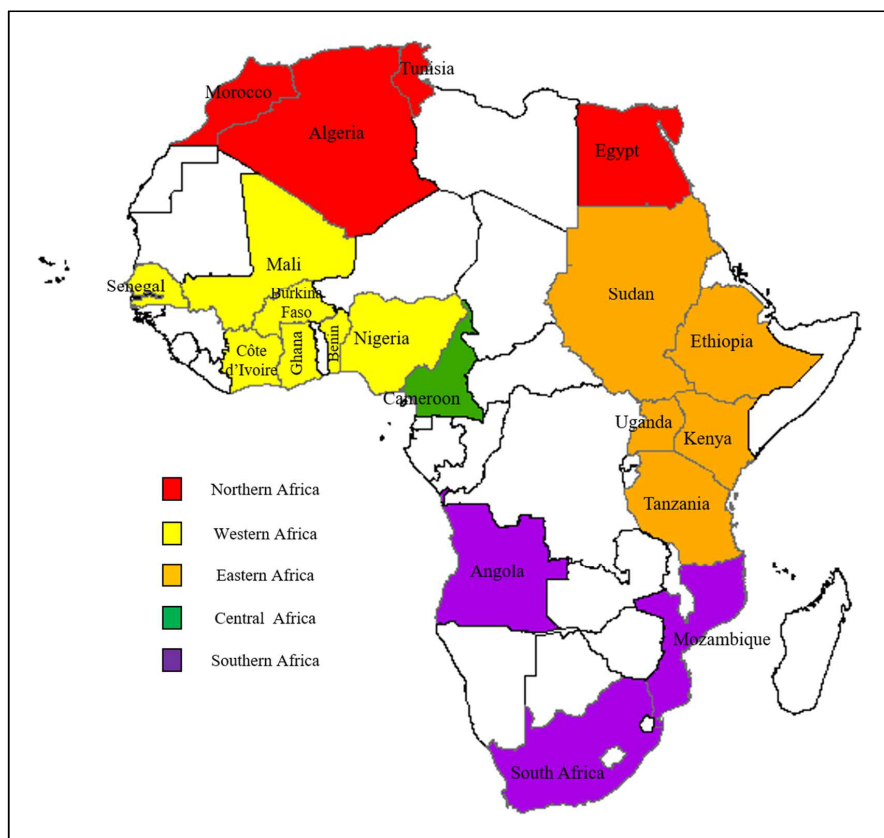 Tunisia
Morocco
Algeria
Egypt
Mali
Senegal
Burkina
Faso
Sudan
Nigeria
Benin
Ghana
Côte
d'Ivoire
Ethiopia
Cameroon
Uganda
Kenya
Tanzania
Northern Africa
Western Africa
Eastern Africa
Central Africa
Southern Africa
Angola
Mozambique
South Africa